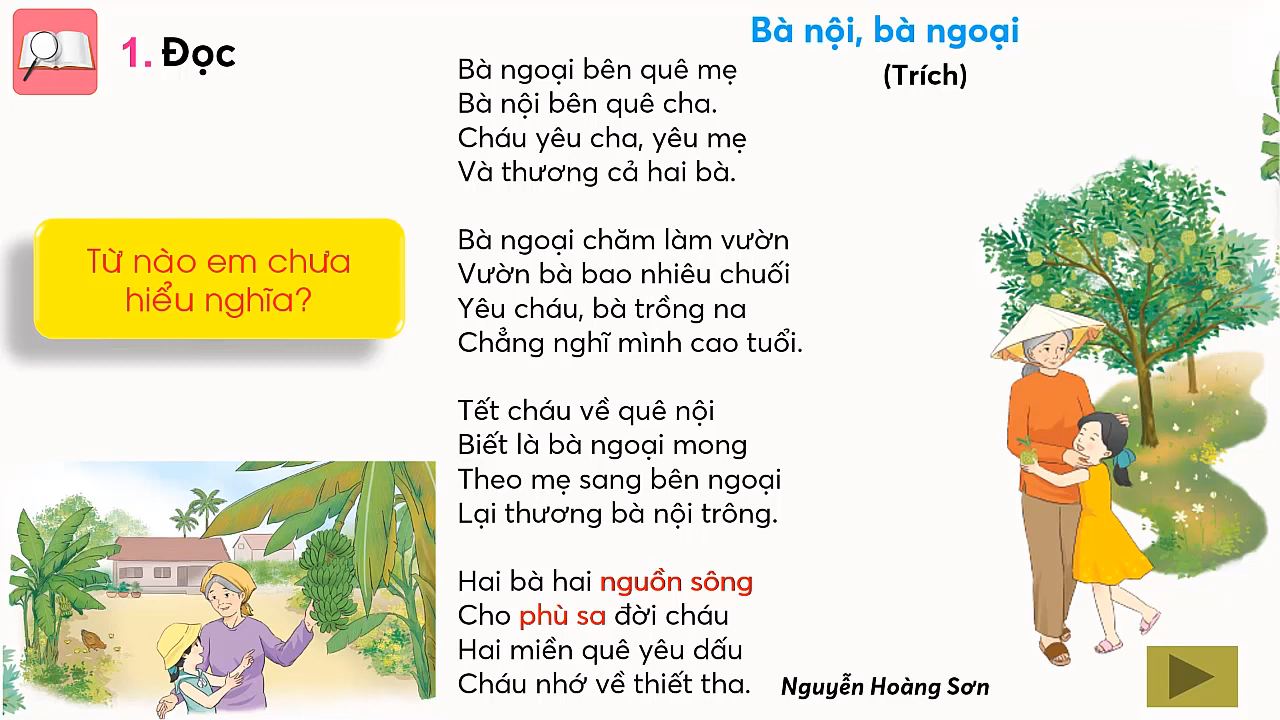 1. Đọc
Bà nội, bà ngoại
(Trích)
Bà ngoại bên quê mẹ
Bà nội bên quê cha.
Cháu yêu cha, yêu mẹ
Và thương cả hai bà.
Từ nào em chưa
hiểu nghĩa?
Bà ngoại chăm làm vườn
Vườn bà bao nhiêu chuối
Yêu cháu, bà trồng na
Chẳng nghĩ mình cao tuổi.
Tết cháu về quê nội
Biết là bà ngoại mong
Theo mẹ sang bên ngoại
Lại thương bà nội trông.
Hai bà hai nguồn sông
Cho phù sa đời cháu
Hai miền quê yêu dấu
Cháu nhớ về thiết tha.
Nguyễn Hoàng Sơn